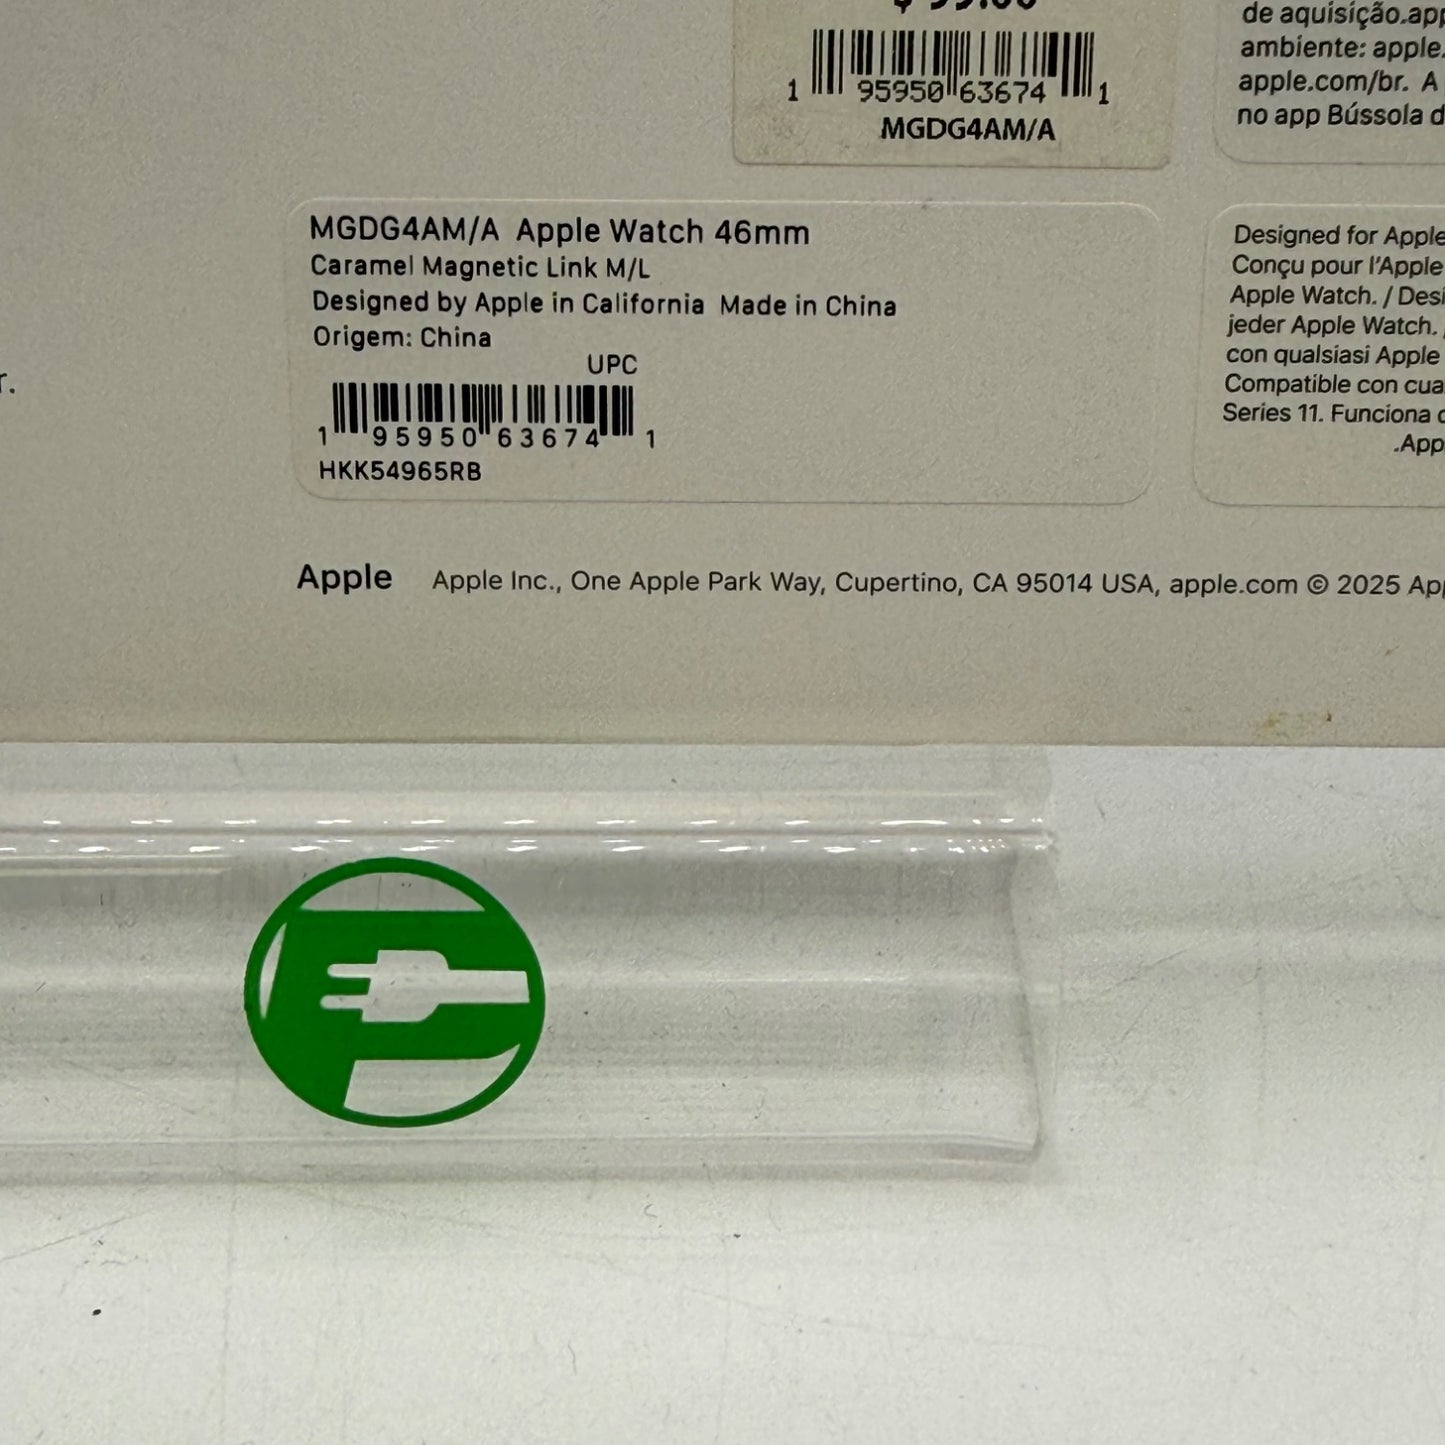 1 95950 63674 1
MGDG4AM/A
de aquisição.app
ambiente: apple.
apple.com/br. A
no app Bússola d
MGDG4AM/A Apple Watch 46mm
Caramel Magnetic Link M/L
Designed by Apple in California Made in China
Origem: China
UPC
1 95950 63674 1
HKK54965RB
Designed for Apple
Conçu pour l'Apple
Apple Watch. / Desi
jeder Apple Watch. /
con qualsiasi Apple
Compatible con cua
Series 11. Funciona c
.App
r.
Apple Apple Inc., One Apple Park Way, Cupertino, CA 95014 USA, apple.com © 2025 App